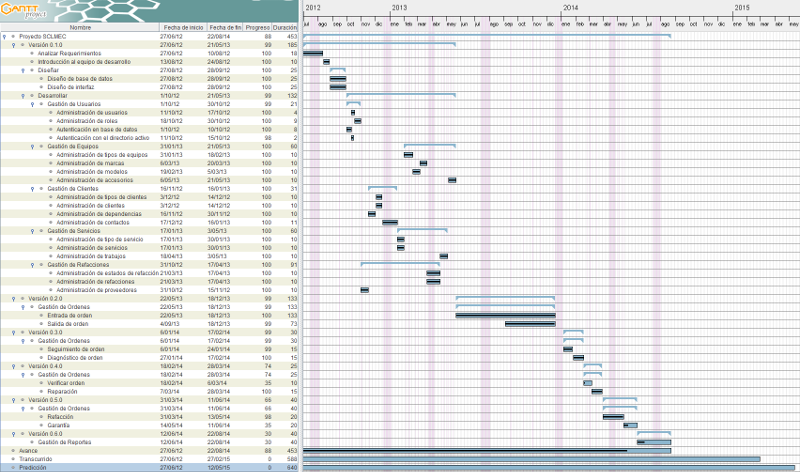 GANTT project
2012 2013 2014 2015
Nombre Fecha de inicio Fecha de fin Progreso Duración
jul ago sep oct nov dic ene feb mar abr may jun jul ago sep oct nov dic ene feb mar abr may jun jul ago sep oct nov dic ene feb mar abr may
Proyecto SCLMEC 27/06/12 22/08/14 88 453
Versión 0.1.0 27/06/12 21/05/13 99 185
Analizar Requerimientos 27/06/12 10/08/12 100 18
Introducción al equipo de desarrollo 13/08/12 24/08/12 100 10
Diseñar 27/08/12 28/09/12 100 25
Diseño de base de datos 27/08/12 28/09/12 100 25
Diseño de interfaz 27/08/12 28/09/12 100 25
Desarrollar 1/10/12 21/05/13 99 132
Gestión de Usuarios 1/10/12 30/10/12 99 21
Administración de usuarios 11/10/12 17/10/12 100 4
Administración de roles 18/10/12 30/10/12 100 9
Autenticación en base de datos 1/10/12 10/10/12 100 8
Autenticación con el directorio activo 11/10/12 15/10/12 98 2
Gestión de Equipos 31/01/13 21/05/13 100 60
Administración de tipos de equipos 31/01/13 18/02/13 100 10
Administración de marcas 6/03/13 20/03/13 100 10
Administración de modelos 19/02/13 5/03/13 100 10
Administración de accesorios 6/05/13 21/05/13 100 10
Gestión de Clientes 16/11/12 16/01/13 100 31
Administración de tipos de clientes 3/12/12 14/12/12 100 10
Administración de clientes 3/12/12 14/12/12 100 10
Administración de dependencias 16/11/12 30/11/12 100 10
Administración de contactos 17/12/12 16/01/13 100 11
Gestión de Servicios 17/01/13 3/05/13 100 60
Administración de tipo de servicio 17/01/13 30/01/13 100 10
Administración de servicios 17/01/13 30/01/13 100 10
Administración de trabajos 18/04/13 3/05/13 100 10
Gestión de Refacciones 31/10/12 17/04/13 100 91
Administración de estados de refacción 21/03/13 17/04/13 100 10
Administración de refacciones 21/03/13 17/04/13 100 10
Administración de proveedores 31/10/12 15/11/12 100 10
Versión 0.2.0 22/05/13 18/12/13 99 133
Gestión de Ordenes 22/05/13 18/12/13 99 133
Entrada de orden 22/05/13 18/12/13 100 133
Salida de orden 4/09/13 18/12/13 99 73
Versión 0.3.0 6/01/14 17/02/14 99 30
Gestión de Ordenes 6/01/14 17/02/14 99 30
Seguimiento de orden 6/01/14 24/01/14 99 15
Diagnóstico de orden 27/01/14 17/02/14 100 15
Versión 0.4.0 18/02/14 28/03/14 74 25
Gestión de Ordenes 18/02/14 28/03/14 74 25
Verificar orden 18/02/14 6/03/14 35 10
Reparación 7/03/14 28/03/14 100 15
Versión 0.5.0 31/03/14 11/06/14 66 40
Gestión de Ordenes 31/03/14 11/06/14 66 40
Refacción 31/03/14 13/05/14 98 20
Garantía 14/05/14 11/06/14 35 20
Versión 0.6.0 12/06/14 22/08/14 30 40
Gestión de Reportes 12/06/14 22/08/14 30 40
Avance 27/06/12 22/08/14 88 453
Transcurrido 27/06/12 27/02/15 0 588
Predicción 27/06/12 12/05/15 0 640